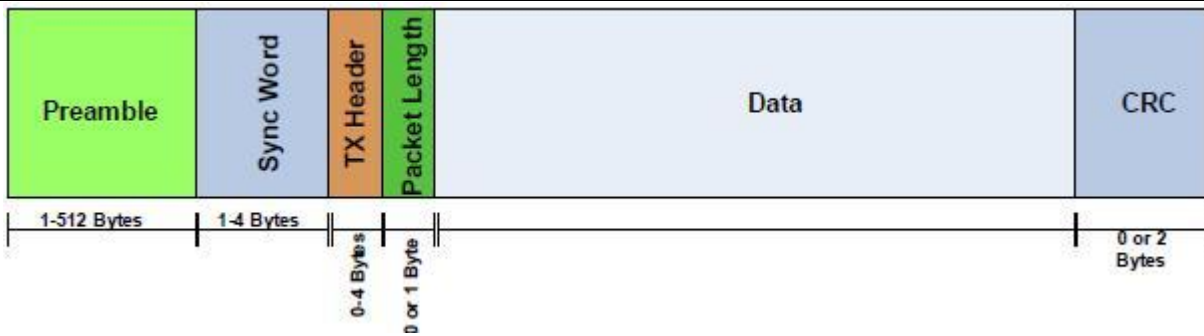 Preamble
Sync Word
TX Header
Packet Length
Data
CRC
1-512 Bytes
1-4 Bytes
0-4 Bytes
0 or 1 Byte
0 or 2
Bytes